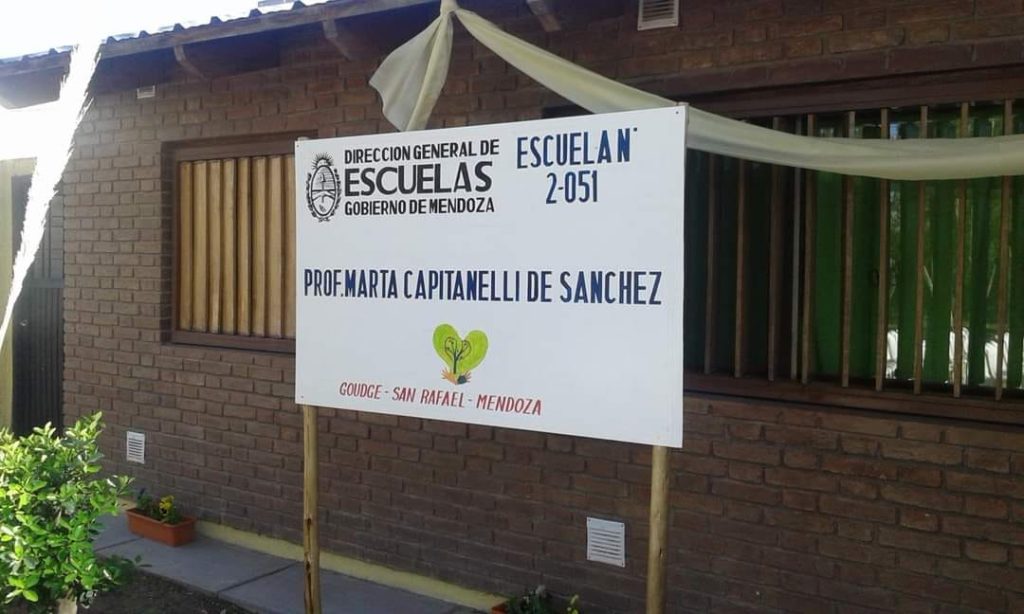 DIRECCION GENERAL DE
ESCUELAS
GOBIERNO DE MENDOZA
ESCUELA N°
2-051
PROF. MARTA CAPITANELLI DE SANCHEZ
GOUDGE - SAN RAFAEL - MENDOZA